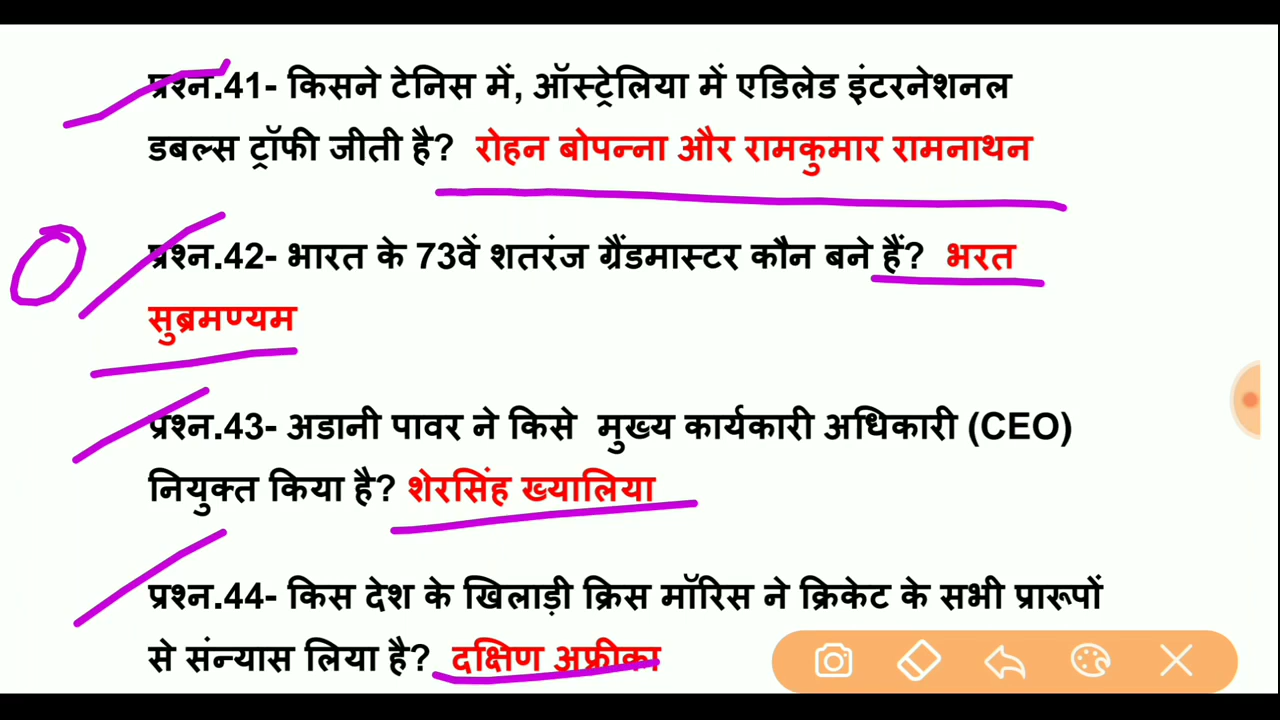 प्रश्न.41- किसने टेनिस में, ऑस्ट्रेलिया में एडिलेड इंटरनेशनल
डबल्स ट्रॉफी जीती है? रोहन बोपन्ना और रामकुमार रामनाथन
प्रश्न.42- भारत के 73वें शतरंज ग्रैंडमास्टर कौन बने हैं? भरत
सुब्रमण्यम
प्रश्न.43- अडानी पावर ने किसे मुख्य कार्यकारी अधिकारी (CEO)
नियुक्त किया है? शेरसिंह ख्यालिया
प्रश्न.44- किस देश के खिलाड़ी क्रिस मॉरिस ने क्रिकेट के सभी प्रारूपों
से संन्यास लिया है? दक्षिण अफ्रीका